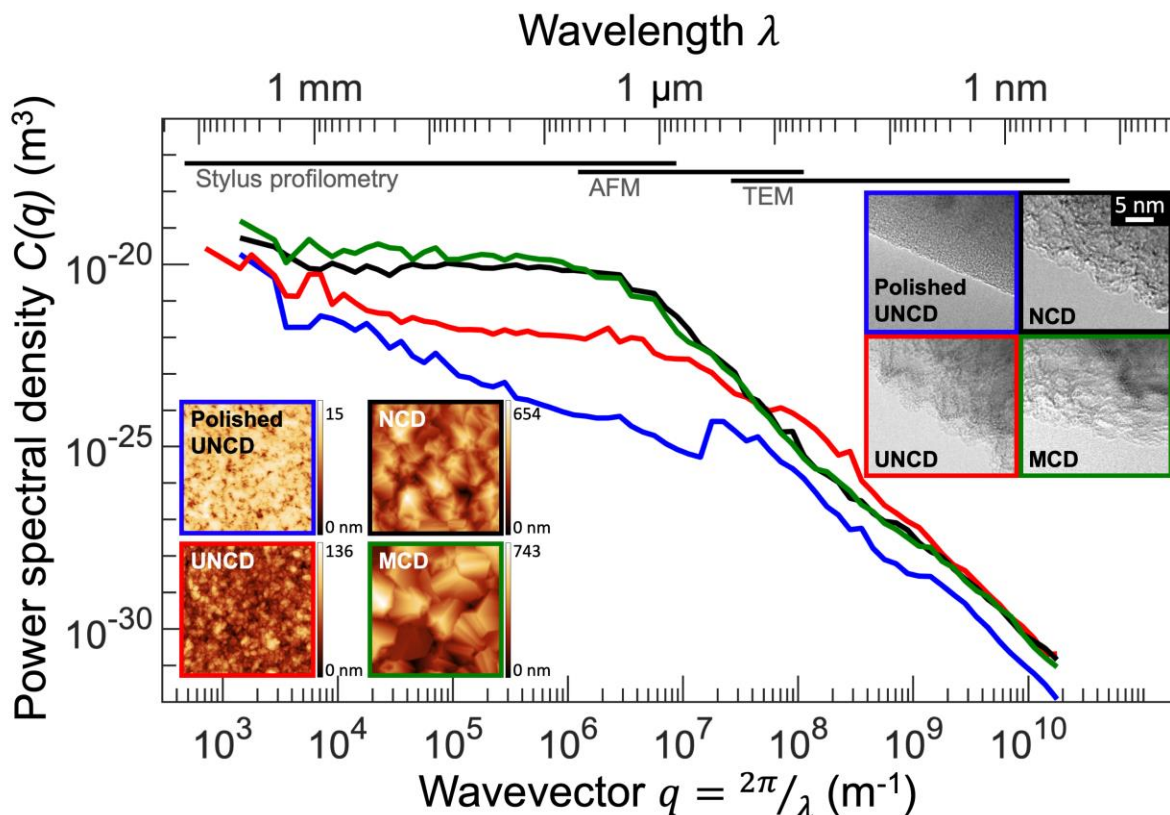 Wavelength λ
1 mm 1 μm 1 nm
Power spectral density C(q) (m³)
10⁻²⁰
10⁻²⁵
10⁻³⁰
Stylus profilometry
AFM
TEM
5 nm
Polished
UNCD
NCD
UNCD
MCD
Polished
UNCD
15
0 nm
NCD
654
0 nm
UNCD
136
0 nm
MCD
743
0 nm
10³ 10⁴ 10⁵ 10⁶ 10⁷ 10⁸ 10⁹ 10¹⁰
Wavevector q = 2π/λ (m⁻¹)